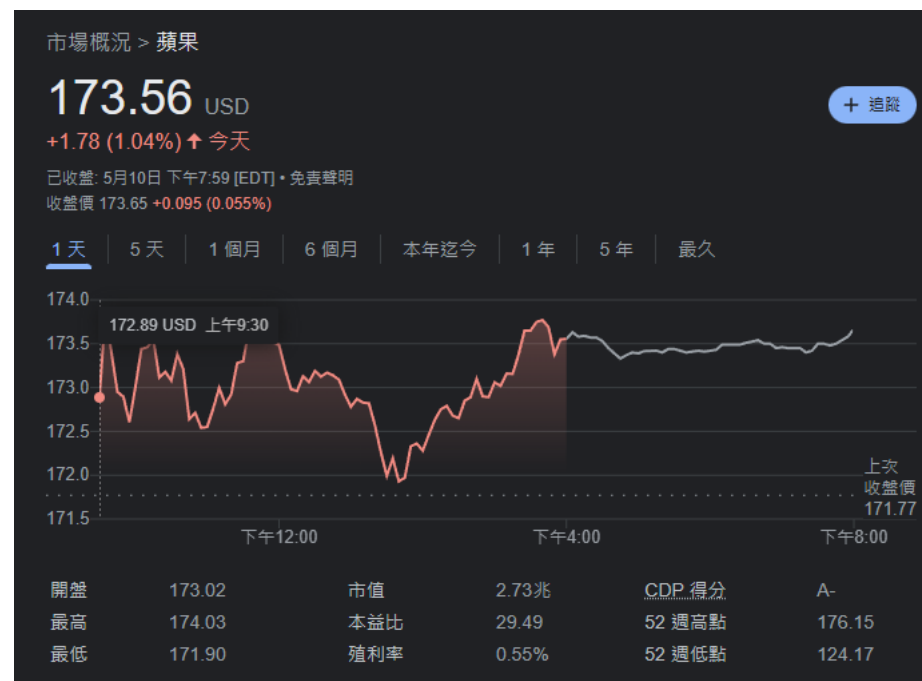 市場概況 > 蘋果
173.56 USD
+ 追蹤
+1.78 (1.04%) ↑ 今天
已收盤: 5月10日 下午7:59 [EDT] • 免責聲明
收盤價 173.65 +0.095 (0.055%)
1 天 5 天 1 個月 6 個月 本年迄今 1 年 5 年 最久
174.0
172.89 USD 上午9:30
173.5
173.0
172.5
172.0
上次
收盤價
171.77
171.5
下午12:00 下午4:00 下午8:00
開盤 173.02 市值 2.73兆 CDP 得分 A-
最高 174.03 本益比 29.49 52 週高點 176.15
最低 171.90 殖利率 0.55% 52 週低點 124.17